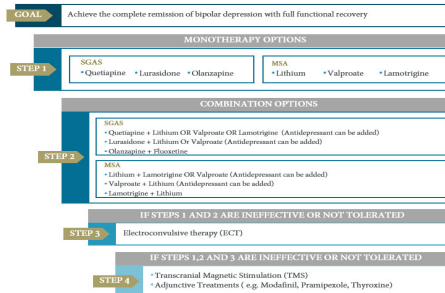 GOAL
Achieve the complete remission of bipolar depression with full functional recovery
MONOTHERAPY OPTIONS
STEP 1
SGAS
• Quetiapine • Lurasidone • Olanzapine
MSA
• Lithium • Valproate • Lamotrigine
COMBINATION OPTIONS
STEP 2
SGAS
• Quetiapine + Lithium OR Valproate OR Lamotrigine (Antidepressant can be added)
• Lurasidone + Lithium Or Valproate (Antidepressant can be added)
• Olanzapine + Fluoxetine
MSA
• Lithium + Lamotrigine OR Valproate (Antidepressant can be added)
• Valproate + Lithium (Antidepressant can be added)
• Lamotrigine + Lithium
IF STEPS 1 AND 2 ARE INEFFECTIVE OR NOT TOLERATED
STEP 3
Electroconvulsive therapy (ECT)
IF STEPS 1,2 AND 3 ARE INEFFECTIVE OR NOT TOLERATED
STEP 4
• Transcranial Magnetic Stimulation (TMS)
• Adjunctive Treatments ( e.g. Modafinil, Pramipexole, Thyroxine)